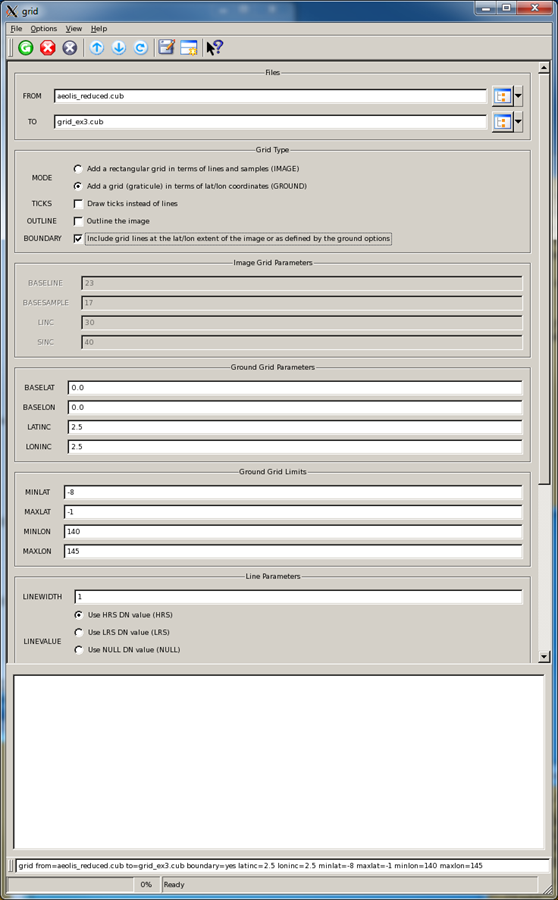 grid
File Options View Help
Files
FROM aeolis_reduced.cub
TO grid_ex3.cub
Grid Type
MODE
Add a rectangular grid in terms of lines and samples (IMAGE)
Add a grid (graticule) in terms of lat/lon coordinates (GROUND)
TICKS Draw ticks instead of lines
OUTLINE Outline the image
BOUNDARY Include grid lines at the lat/lon extent of the image or as defined by the ground options
Image Grid Parameters
BASELINE 23
BASESAMPLE 17
LINC 30
SINC 40
Ground Grid Parameters
BASELAT 0.0
BASELON 0.0
LATINC 2.5
LONINC 2.5
Ground Grid Limits
MINLAT -8
MAXLAT -1
MINLON 140
MAXLON 145
Line Parameters
LINEWIDTH 1
Use HRS DN value (HRS)
LINEVALUE Use LRS DN value (LRS)
Use NULL DN value (NULL)
grid from=aeolis_reduced.cub to=grid_ex3.cub boundary=yes latinc=2.5 loninc=2.5 minlat=-8 maxlat=-1 minlon=140 maxlon=145
0% Ready